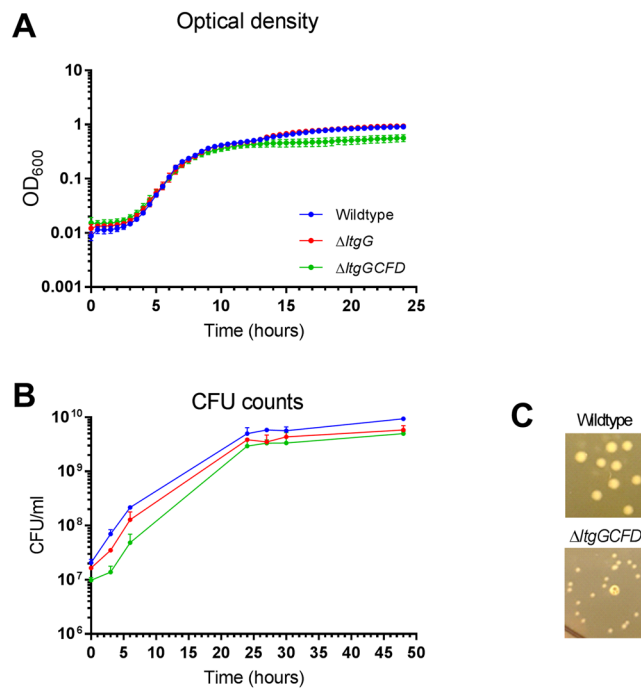 A
Optical density
10
1
0.1
0.01
0.001
OD600
Wildtype
ΔltgG
ΔltgGCFD
0 5 10 15 20 25
Time (hours)
B
CFU counts
10^10
10^9
10^8
10^7
10^6
CFU/ml
0 5 10 15 20 25 30 35 40 45 50
Time (hours)
C
Wildtype
ΔltgGCFD